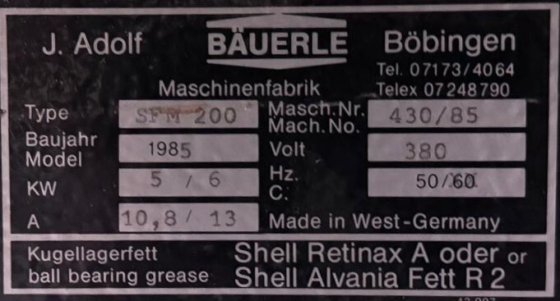 J. Adolf BÄUERLE Böbingen
Tel. 07173/4064
Maschinenfabrik Telex 07248790
Type SFM 200 Masch.Nr. Mach.No. 430/85
Baujahr Model 1985 Volt 380
KW 5 / 6 Hz. C. 50/60
A 10,8/ 13 Made in West-Germany
Kugellagerfett Shell Retinax A oder or
ball bearing grease Shell Alvania Fett R 2